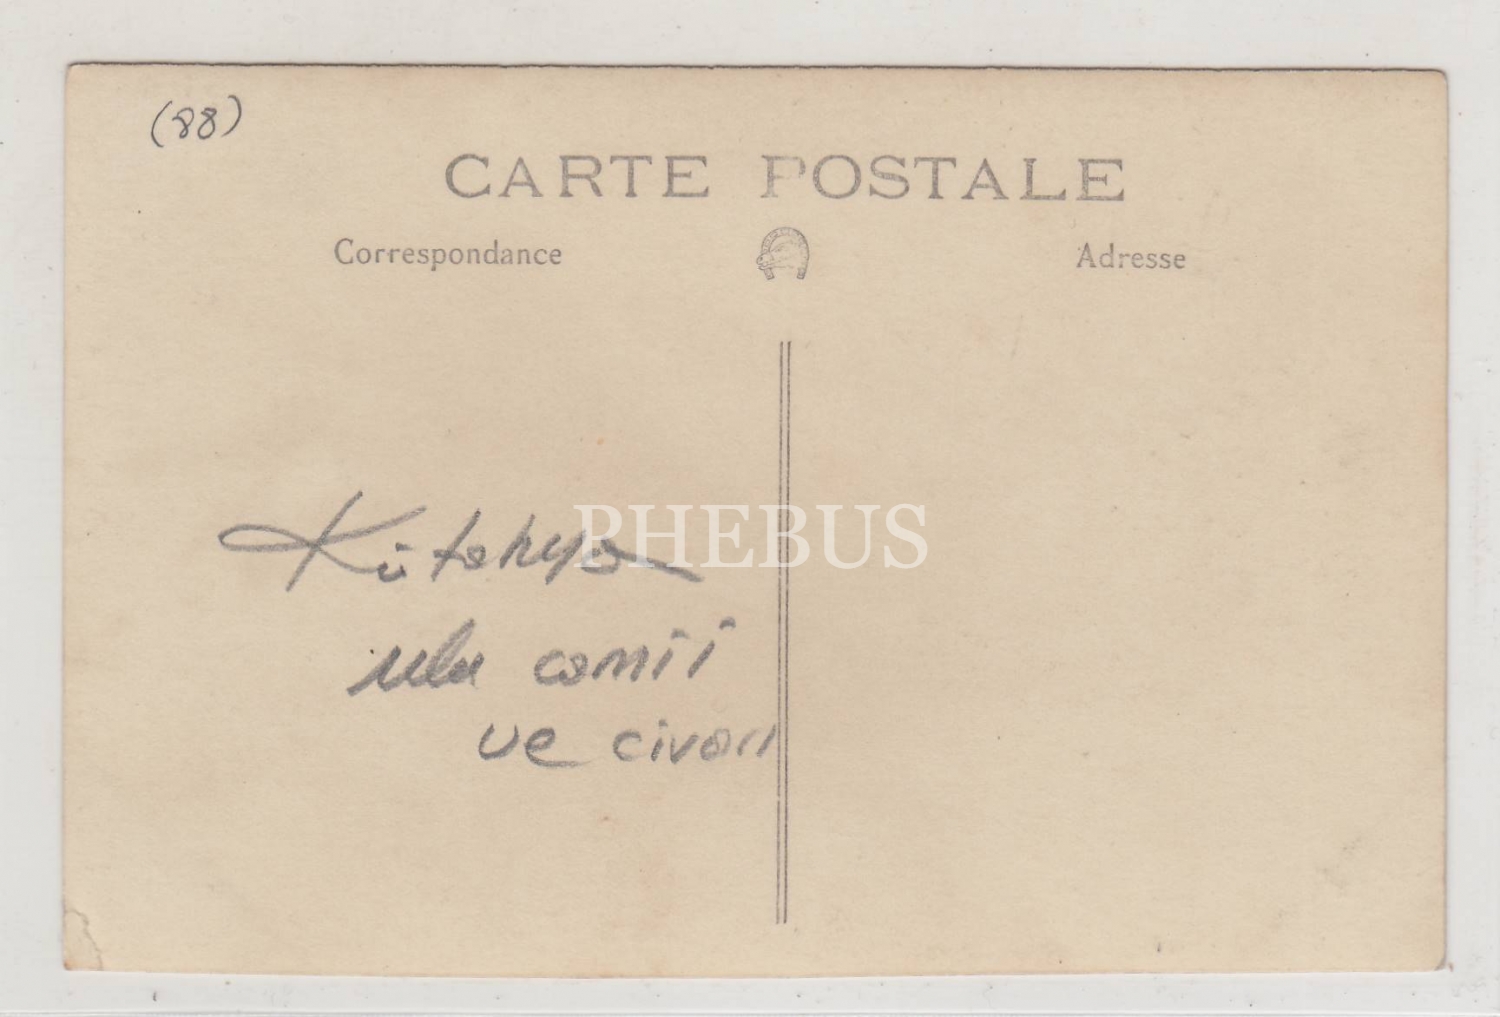 (88)
CARTE POSTALE
Correspondance
Adresse
PHEBUS
Kütahya
ulu camii
ve civarı